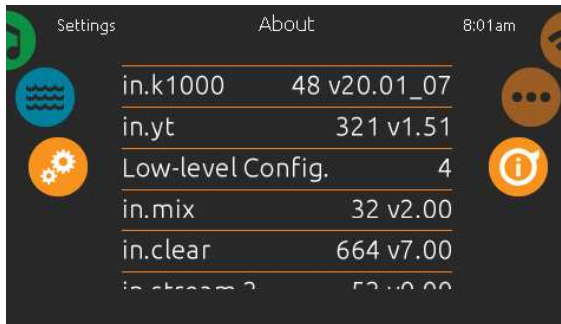 Settings About 8:01am
in.k1000 48 v20.01_07
in.yt 321 v1.51
Low-level Config. 4
in.mix 32 v2.00
in.clear 664 v7.00